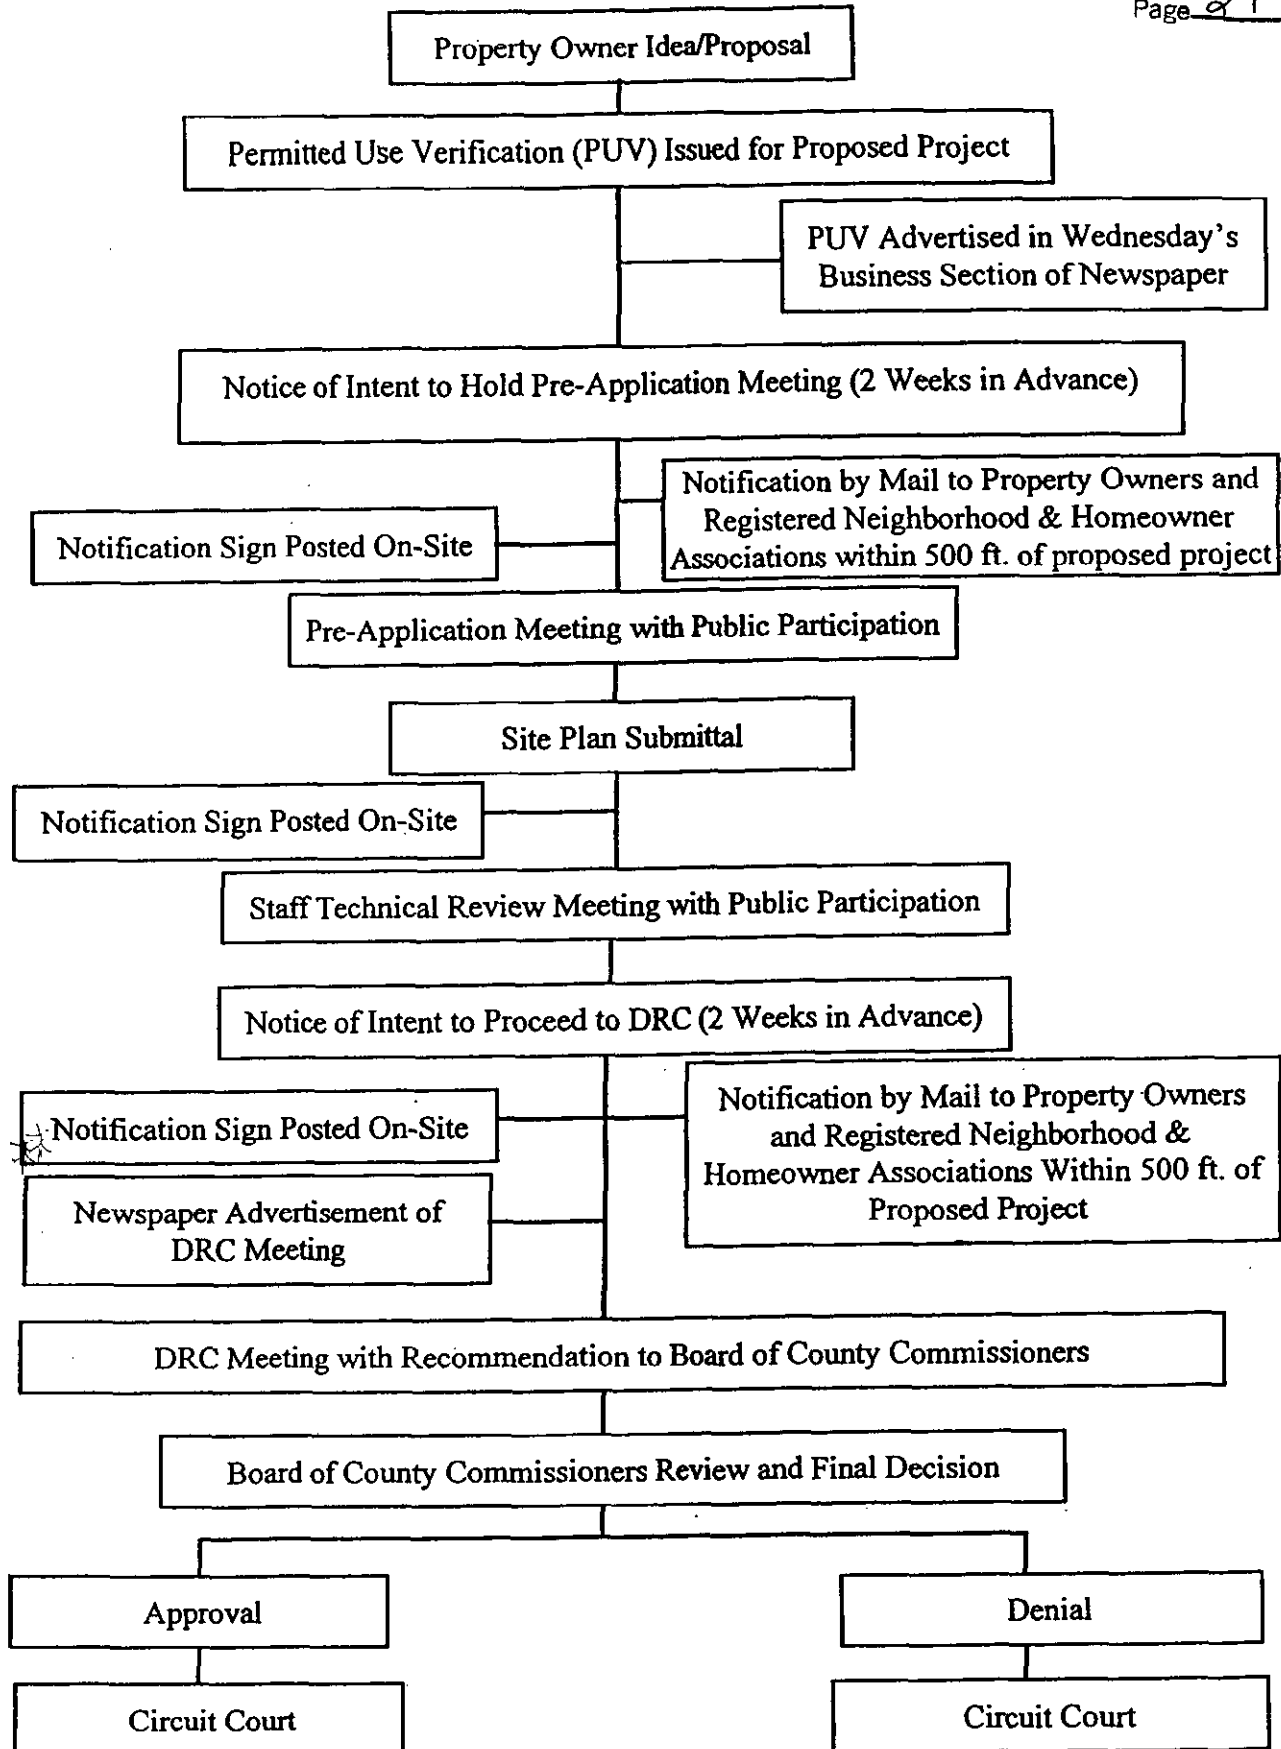 Page
Property Owner Idea/Proposal
Permitted Use Verification (PUV) Issued for Proposed Project
PUV Advertised in Wednesday's
Business Section of Newspaper
Notice of Intent to Hold Pre-Application Meeting (2 Weeks in Advance)
Notification by Mail to Property Owners and
Registered Neighborhood & Homeowner
Associations within 500 ft. of proposed project
Notification Sign Posted On-Site
Pre-Application Meeting with Public Participation
Site Plan Submittal
Notification Sign Posted On-Site
Staff Technical Review Meeting with Public Participation
Notice of Intent to Proceed to DRC (2 Weeks in Advance)
Notification Sign Posted On-Site
Notification by Mail to Property Owners
and Registered Neighborhood &
Homeowner Associations Within 500 ft. of
Proposed Project
Newspaper Advertisement of
DRC Meeting
DRC Meeting with Recommendation to Board of County Commissioners
Board of County Commissioners Review and Final Decision
Approval
Denial
Circuit Court
Circuit Court